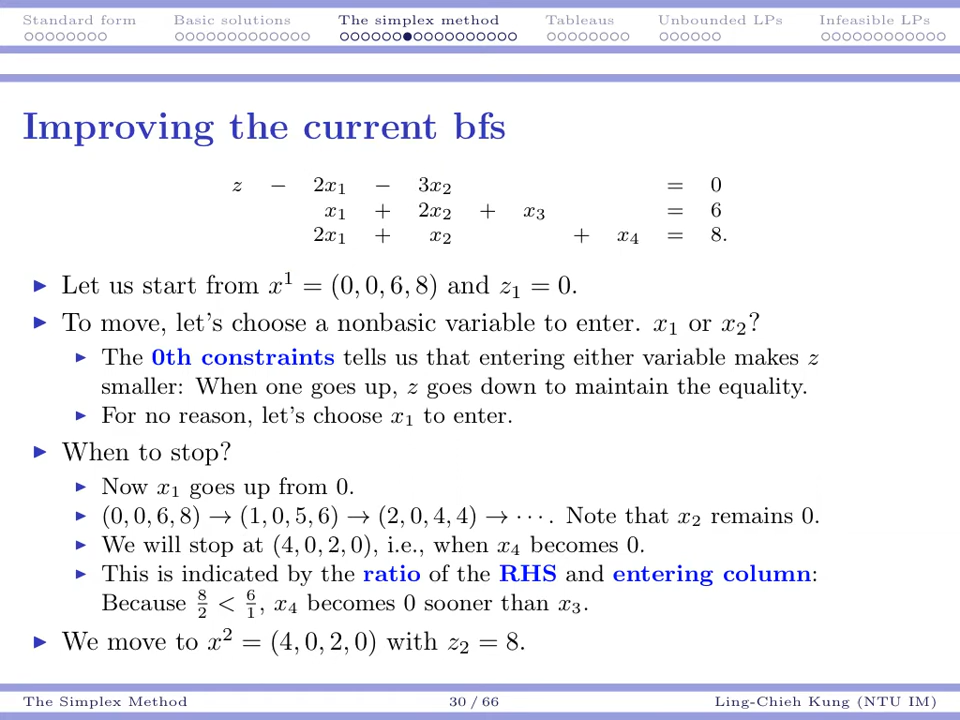 Standard form Basic solutions The simplex method Tableaus Unbounded LPs Infeasible LPs
Improving the current bfs
z − 2x₁ − 3x₂ = 0
x₁ + 2x₂ + x₃ = 6
2x₁ + x₂ + x₄ = 8.
Let us start from x¹ = (0, 0, 6, 8) and z₁ = 0.
To move, let's choose a nonbasic variable to enter. x₁ or x₂?
The 0th constraints tells us that entering either variable makes z
smaller: When one goes up, z goes down to maintain the equality.
For no reason, let's choose x₁ to enter.
When to stop?
Now x₁ goes up from 0.
(0, 0, 6, 8) → (1, 0, 5, 6) → (2, 0, 4, 4) → ⋯. Note that x₂ remains 0.
We will stop at (4, 0, 2, 0), i.e., when x₄ becomes 0.
This is indicated by the ratio of the RHS and entering column:
Because 8/2 < 6/1, x₄ becomes 0 sooner than x₃.
We move to x² = (4, 0, 2, 0) with z₂ = 8.
The Simplex Method 30 / 66 Ling-Chieh Kung (NTU IM)